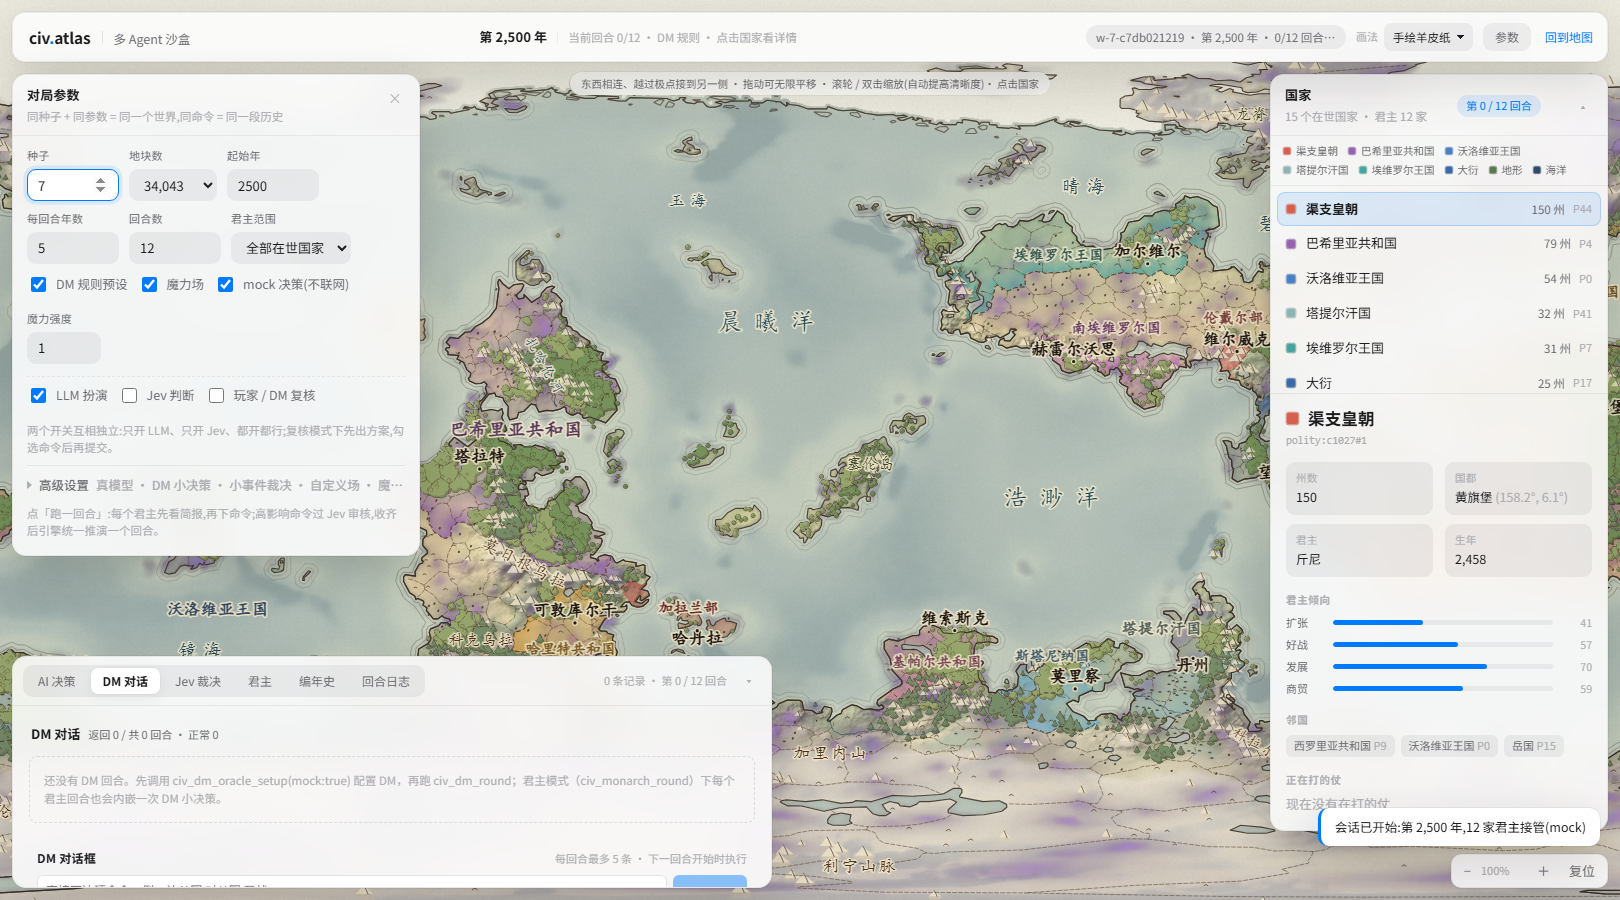 civ.atlas 多 Agent 沙盒
第 2,500 年 当前回合 0/12 • DM 规则 • 点击国家看详情
w-7-c7db021219 • 第 2,500 年 • 0/12 回合… 画法 手绘羊皮纸 参数 回到地图
东西相连、越过极点接到另一侧 • 拖动可无限平移 • 滚轮 / 双击缩放(自动提高清晰度) • 点击国家
对局参数
同种子 + 同参数 = 同一个世界,同命令 = 同一段历史
种子 地块数 起始年
7 34,043 2500
每回合年数 回合数 君主范围
5 12 全部在世国家
DM 规则预设 魔力场 mock 决策(不联网)
魔力强度
1
LLM 扮演 Jev 判断 玩家 / DM 复核
两个开关互相独立:只开 LLM、只开 Jev、都开都行;复核模式下先出方案,勾
选命令后再提交。
高级设置 真模型 • DM 小决策 • 小事件裁决 • 自定义场 • 魔…
点「跑一回合」:每个君主先看简报,再下命令;高影响命令过 Jev 审核,收齐
后引擎统一推演一个回合。
玉海
晴海
晨曦洋
浩渺洋
埃维罗尔王国
加尔维尔
南埃维罗尔国
赫雷尔沃思
伦戴尔部
维尔威克
巴希里亚共和国
塔拉特
塞伦岛
莫日根乌拉
可敦库尔干
加拉兰部
哈丹拉
科克乌拉
哈里特共和国
沃洛维亚王国
镜海
维索斯克
基帕尔共和国
斯塔尼纳国
莫里察
塔提尔汗国
丹州
加里内山
利宁山脉
国家
15 个在世国家 • 君主 12 家
第 0 / 12 回合
渠支皇朝 巴希里亚共和国 沃洛维亚王国
塔提尔汗国 埃维罗尔王国 大衍 地形 海洋
渠支皇朝 150 州 P44
巴希里亚共和国 79 州 P4
沃洛维亚王国 54 州 P0
塔提尔汗国 32 州 P41
埃维罗尔王国 31 州 P7
大衍 25 州 P17
渠支皇朝
polity:c1027#1
州数 国都
150 黄旗堡 (158.2°, 6.1°)
君主 生年
斤尼 2,458
君主倾向
扩张 41
好战 57
发展 70
商贸 59
邻国
西罗里亚共和国 P9 沃洛维亚王国 P0 岳国 P15
正在打的仗
现在没有在打的仗
会话已开始:第 2,500 年,12 家君主接管(mock)
− 100% + 复位
AI 决策 DM 对话 Jev 裁决 君主 编年史 回合日志 0 条记录 • 第 0 / 12 回合
DM 对话 返回 0 / 共 0 回合 • 正常 0
还没有 DM 回合。先调用 civ_dm_oracle_setup(mock:true) 配置 DM，再跑 civ_dm_round；君主模式（civ_monarch_round）下每个
君主回合也会内嵌一次 DM 小决策。
DM 对话框 每回合最多 5 条 • 下一回合开始时执行